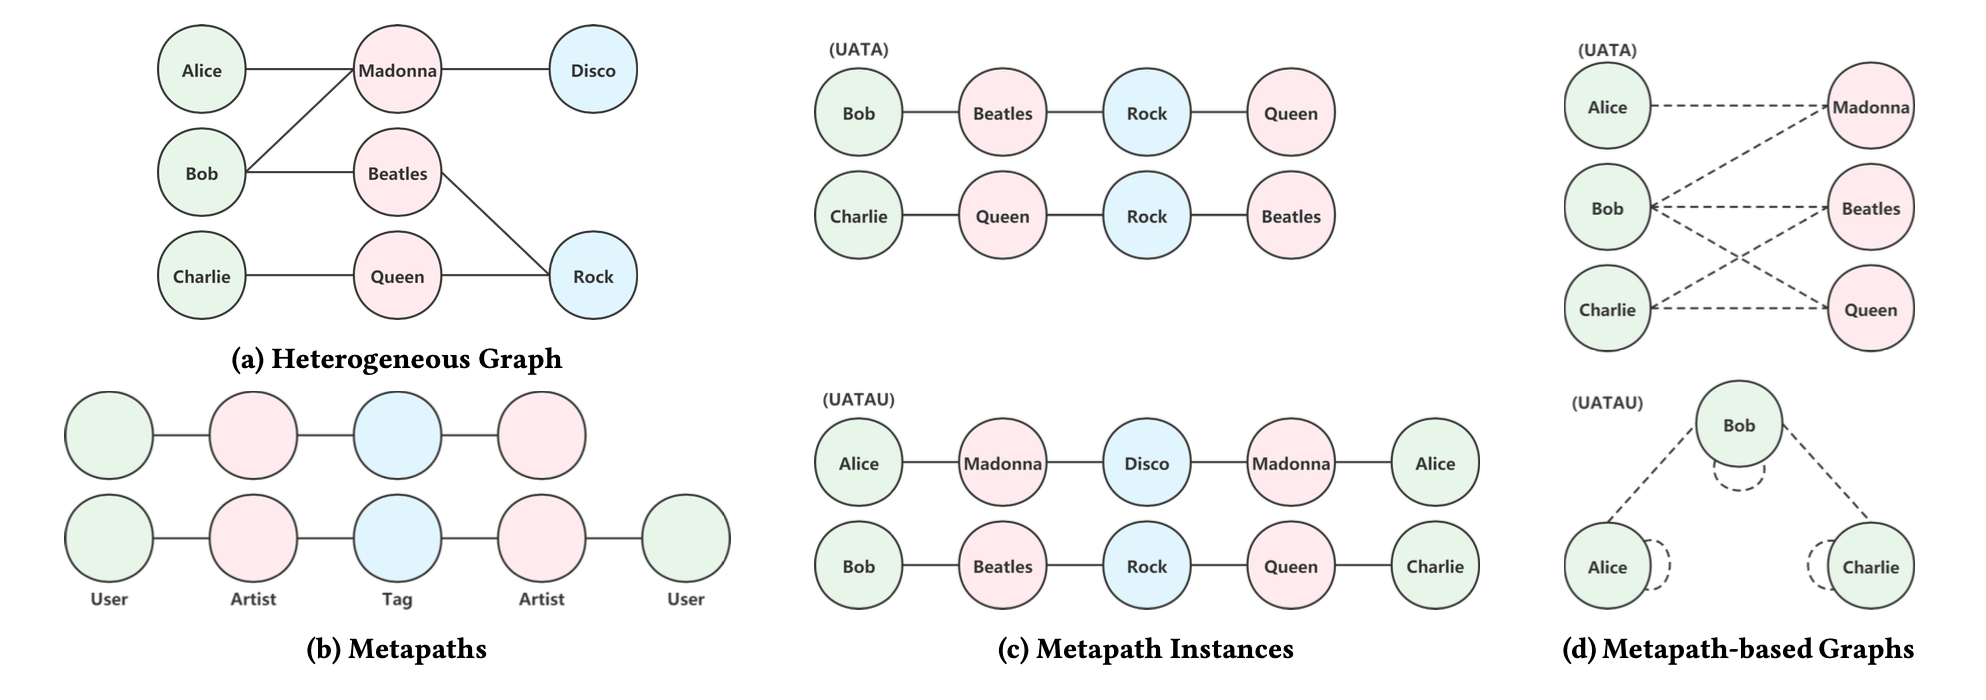 Alice
Madonna
Disco
Bob
Beatles
Charlie
Queen
Rock
(a) Heterogeneous Graph
User
Artist
Tag
Artist
User
(b) Metapaths
(UATA)
Bob
Beatles
Rock
Queen
Charlie
Queen
Rock
Beatles
(UATAU)
Alice
Madonna
Disco
Madonna
Alice
Bob
Beatles
Rock
Queen
Charlie
(c) Metapath Instances
(UATA)
Alice
Madonna
Bob
Beatles
Charlie
Queen
(UATAU)
Bob
Alice
Charlie
(d) Metapath-based Graphs